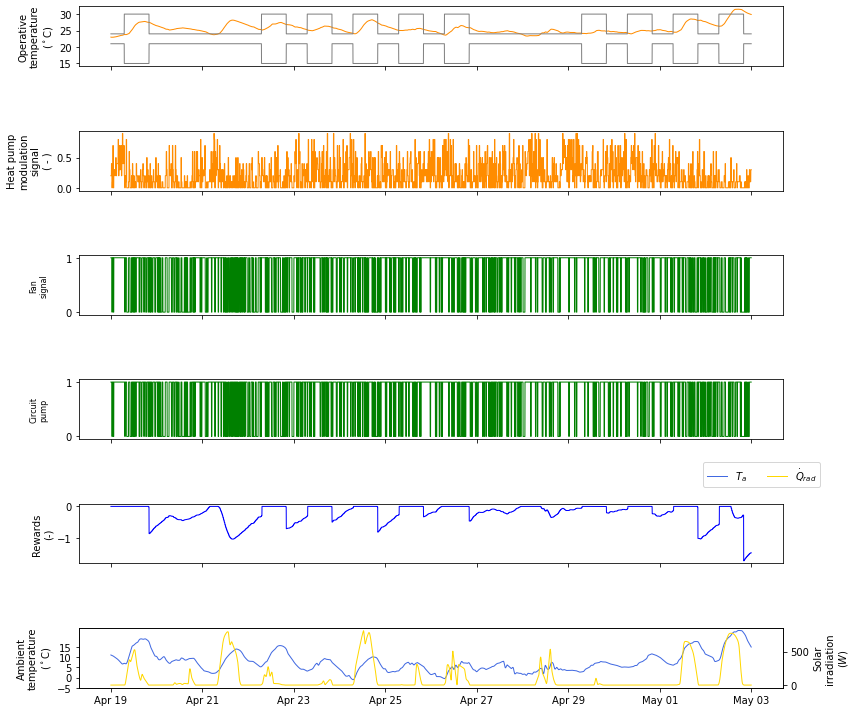 Operative
temperature
(°C)
30
25
20
15
Heat pump
modulation
signal
( - )
0.5
0.0
Fan
signal
1
0
Circuit
pump
1
0
T_a
Q̇_rad
Rewards
(-)
0
−1
Ambient
temperature
(°C)
15
10
5
0
−5
500
0
Solar
irradiation
(W)
Apr 19
Apr 21
Apr 23
Apr 25
Apr 27
Apr 29
May 01
May 03